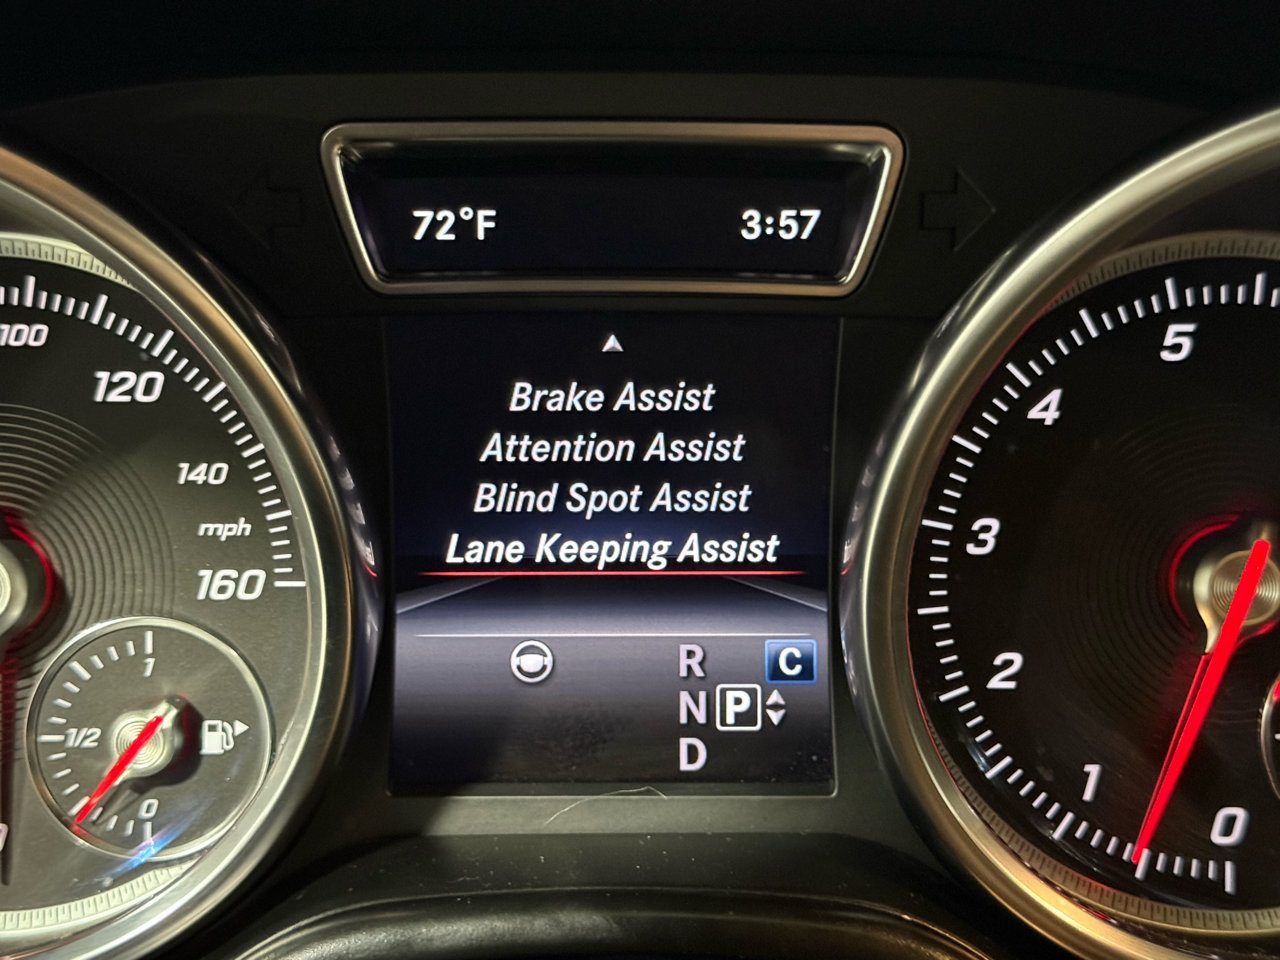 72°F 3:57
Brake Assist
Attention Assist
Blind Spot Assist
Lane Keeping Assist
R C
N P
D
100
120
140
mph
160
1
1/2
0
5
4
3
2
1
0